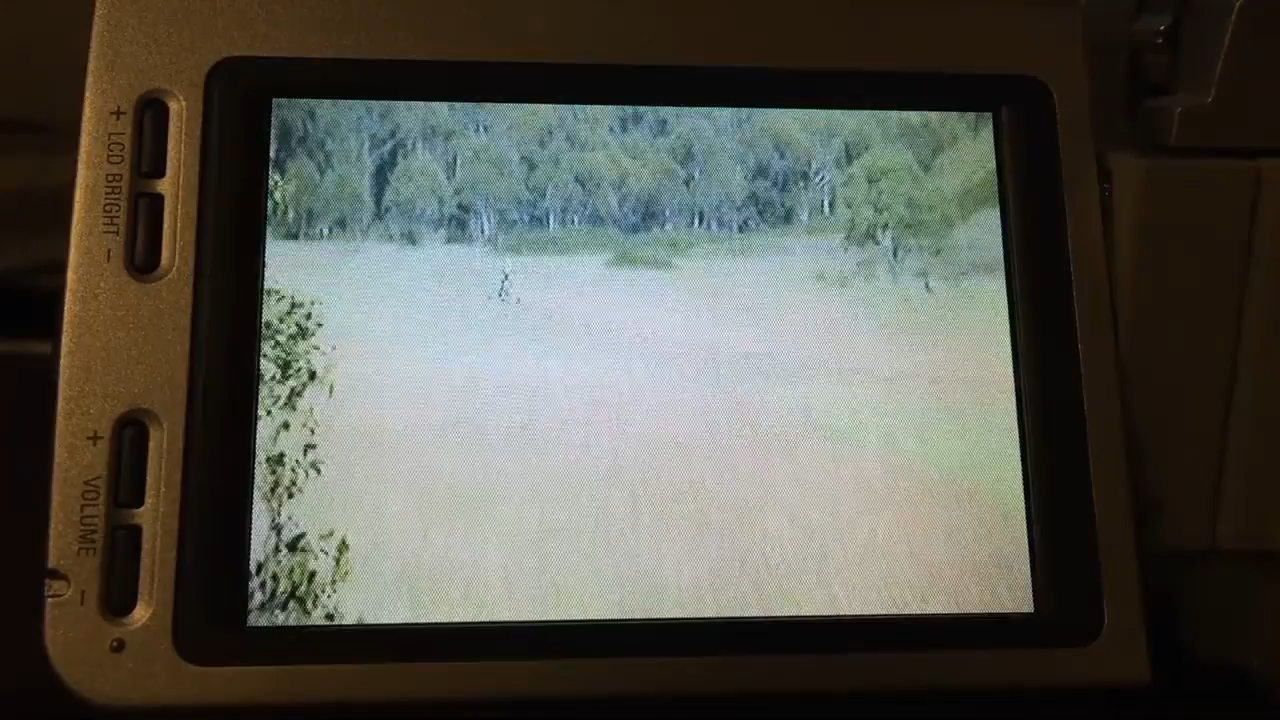 + LCD BRIGHT -
+ VOLUME -